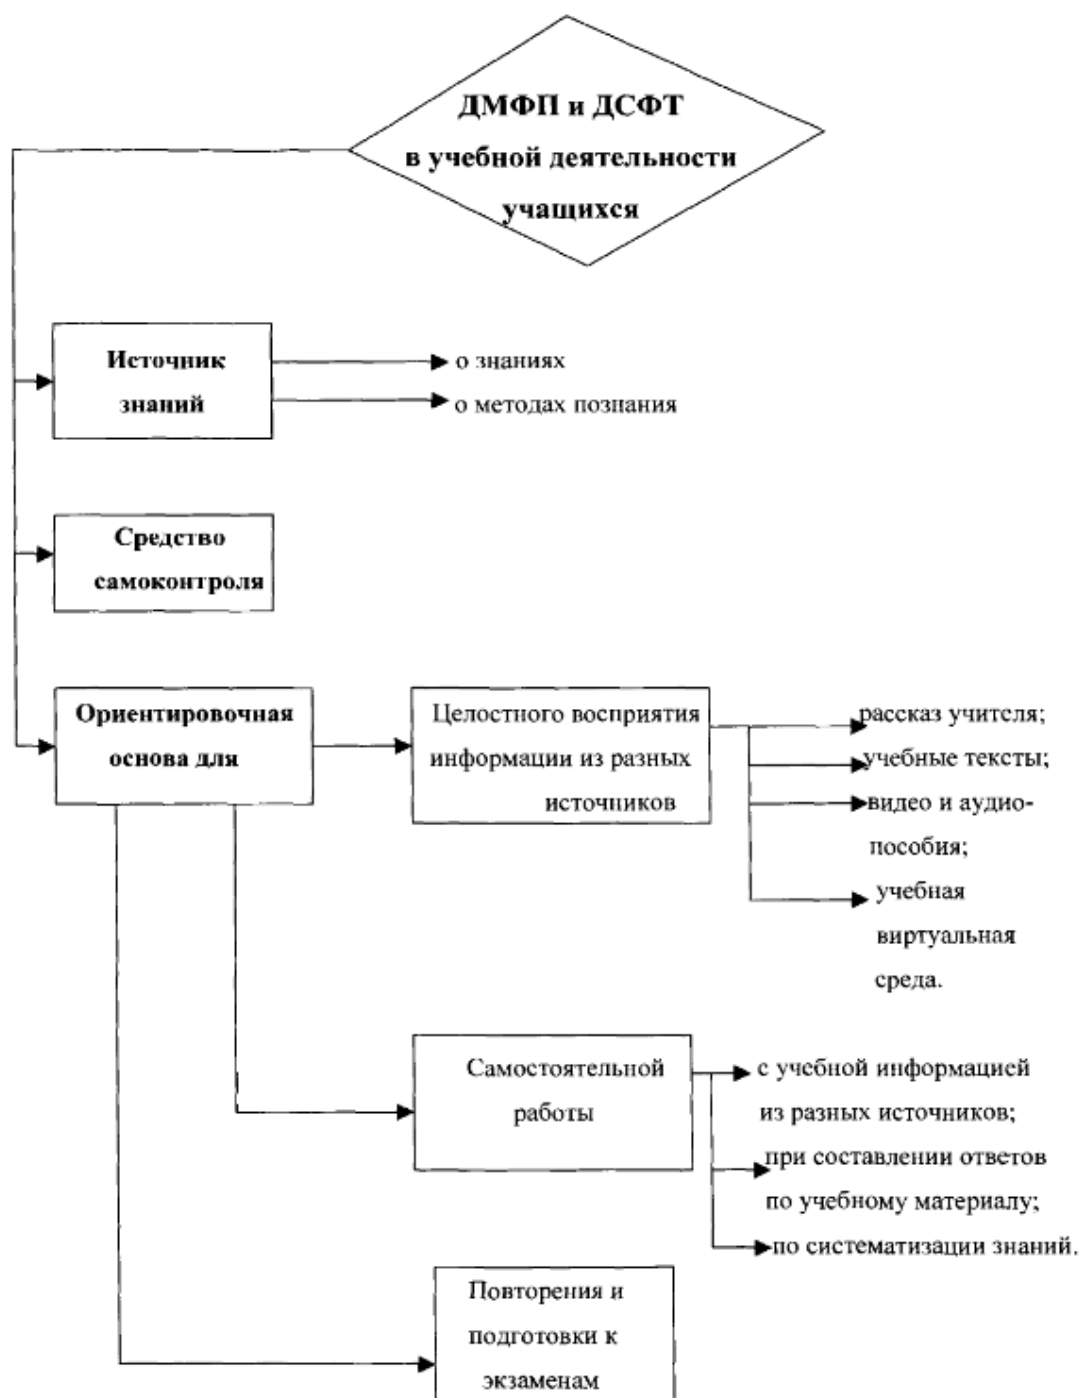 ДМФП и ДСФТ
в учебной деятельности
учащихся
Источник
знаний
о знаниях
о методах познания
Средство
самоконтроля
Ориентировочная
основа для
Целостного восприятия
информации из разных
источников
рассказ учителя;
учебные тексты;
видео и аудио-
пособия;
учебная
виртуальная
среда.
Самостоятельной
работы
с учебной информацией
из разных источников;
при составлении ответов
по учебному материалу;
по систематизации знаний.
Повторения и
подготовки к
экзаменам